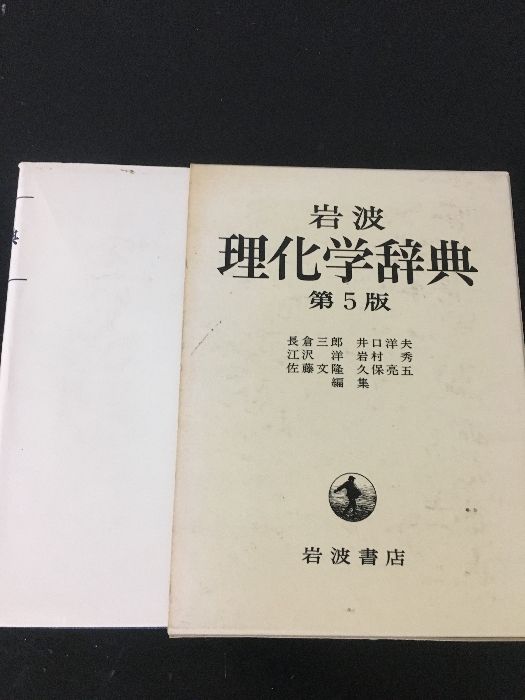 岩波
理化学辞典
第5版
長倉三郎 井口洋夫
江沢 洋 岩村 秀
佐藤文隆 久保亮五
編集
岩波書店